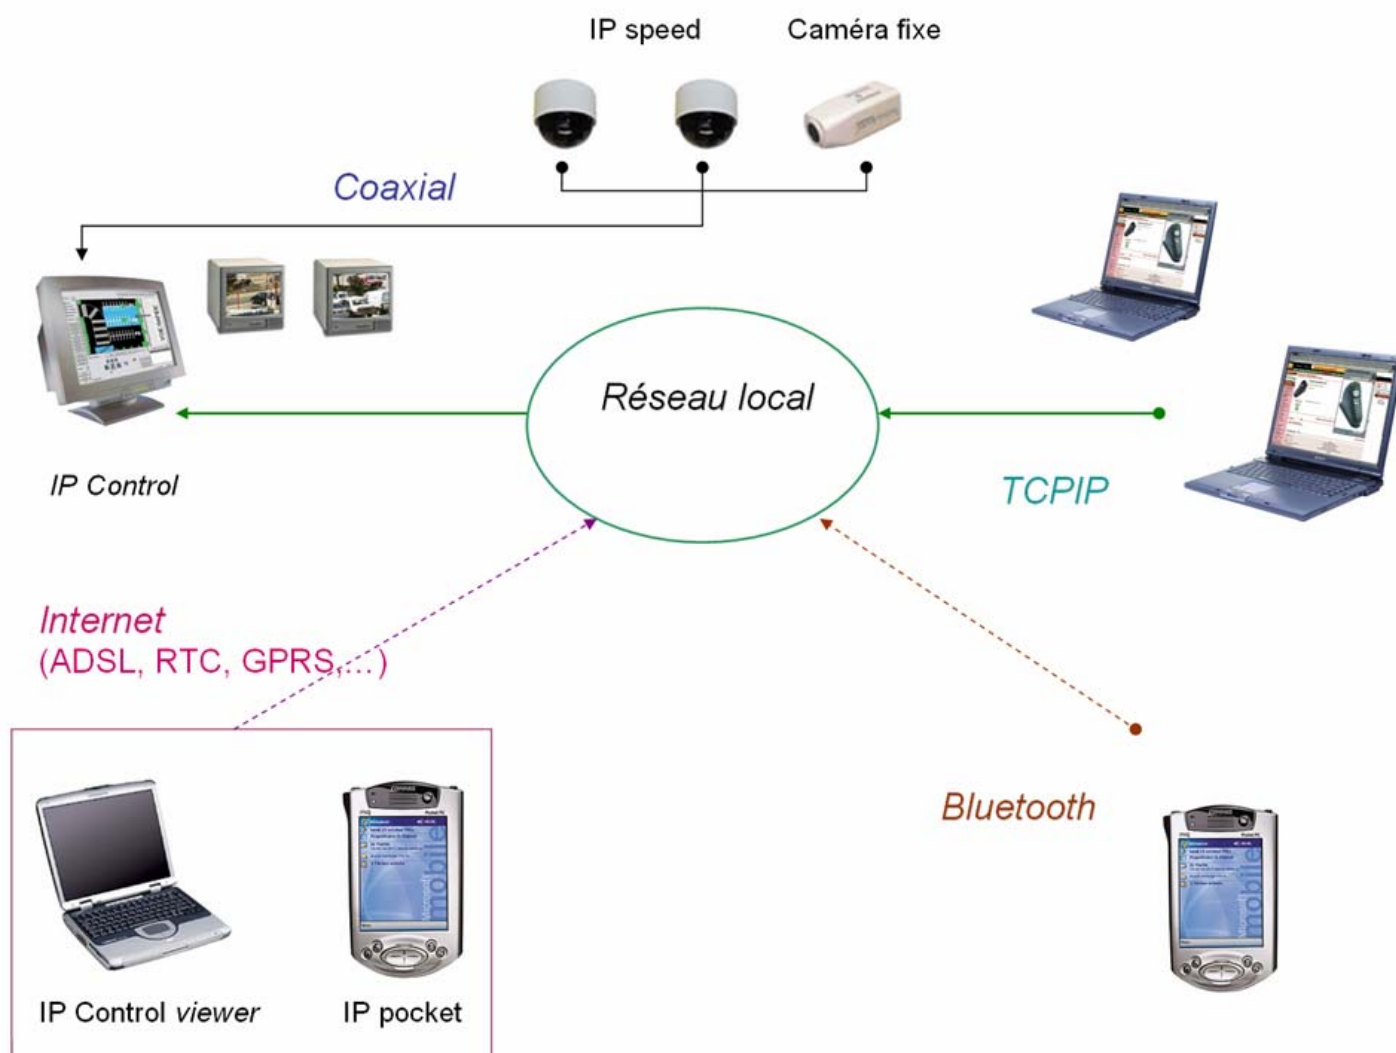 IP speed
Caméra fixe
Coaxial
Réseau local
IP Control
TCPIP
Internet
(ADSL, RTC, GPRS,…)
Bluetooth
IP Control viewer
IP pocket